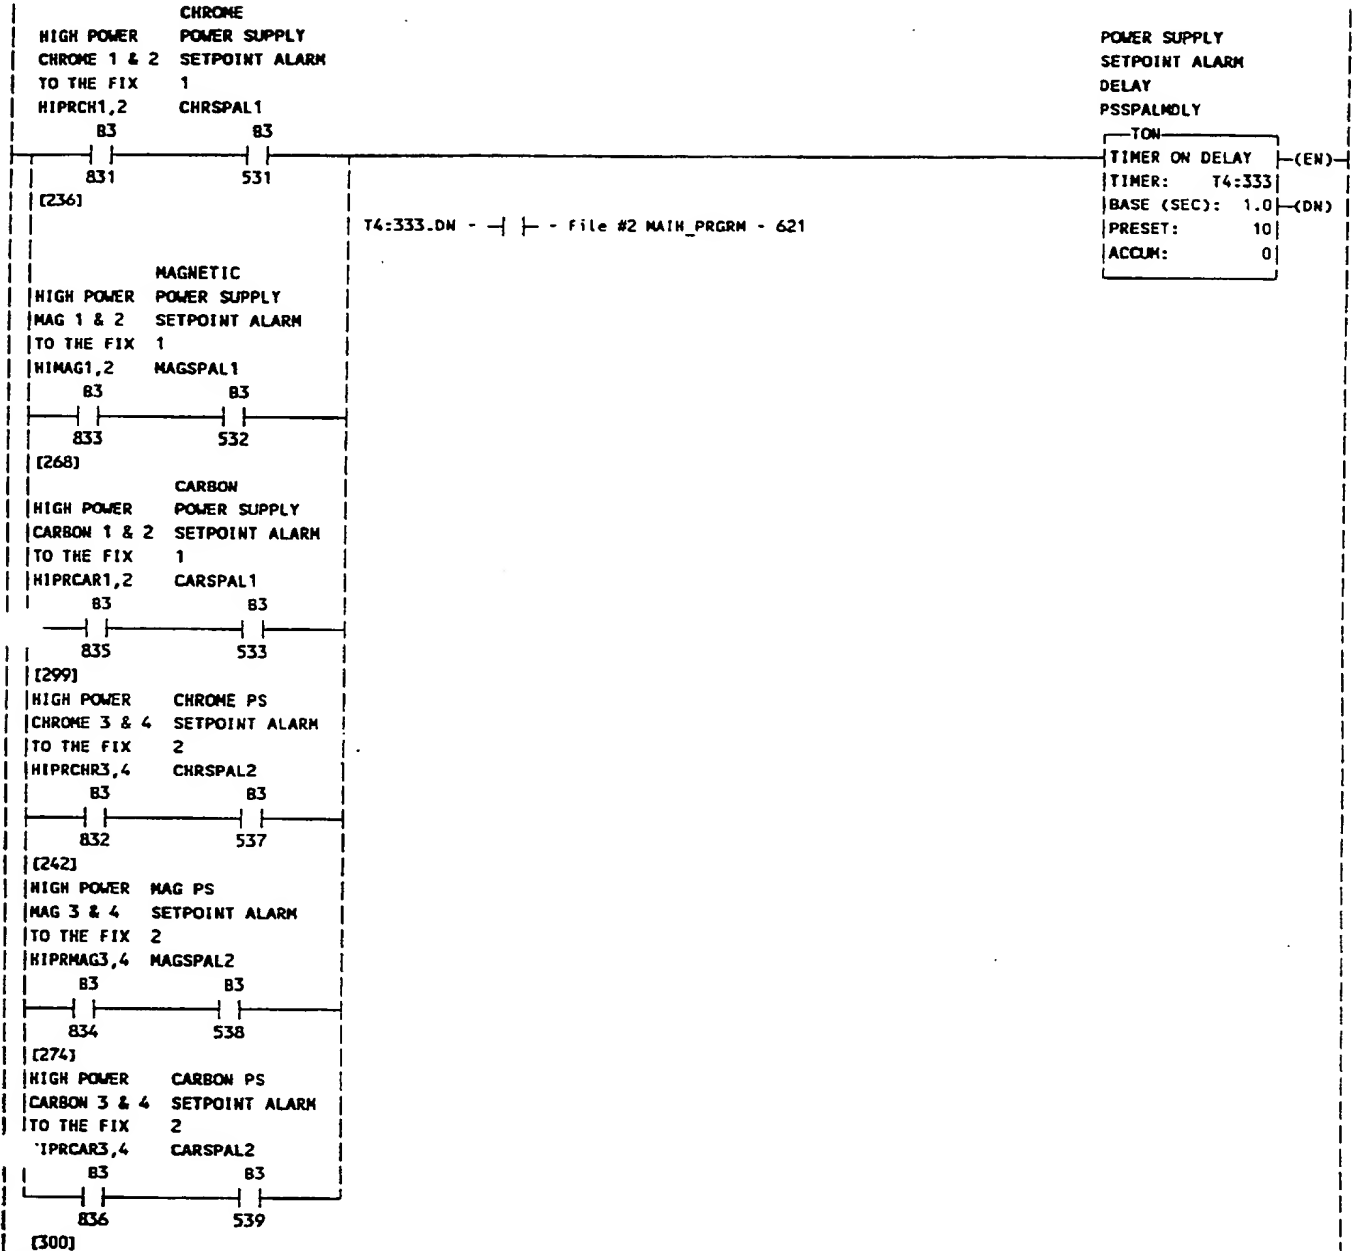 CHROME
HIGH POWER POWER SUPPLY
CHROME 1 & 2 SETPOINT ALARM
TO THE FIX 1
HIPRCH1,2 CHRSPAL1
B3 B3
831 531
[236]
POWER SUPPLY
SETPOINT ALARM
DELAY
PSSPALMDLY
TON
TIMER ON DELAY (EN)
TIMER: T4:333
BASE (SEC): 1.0 (DN)
PRESET: 10
ACCUM: 0
T4:333.DN - ─┤ ├─ - File #2 MAIN_PRGRM - 621
MAGNETIC
HIGH POWER POWER SUPPLY
MAG 1 & 2 SETPOINT ALARM
TO THE FIX 1
HIMAG1,2 MAGSPAL1
B3 B3
833 532
[268]
CARBON
HIGH POWER POWER SUPPLY
CARBON 1 & 2 SETPOINT ALARM
TO THE FIX 1
HIPRCAR1,2 CARSPAL1
B3 B3
835 533
[299]
HIGH POWER CHROME PS
CHROME 3 & 4 SETPOINT ALARM
TO THE FIX 2
HIPRCHR3,4 CHRSPAL2
B3 B3
832 537
[242]
HIGH POWER MAG PS
MAG 3 & 4 SETPOINT ALARM
TO THE FIX 2
HIPRMAG3,4 MAGSPAL2
B3 B3
834 538
[274]
HIGH POWER CARBON PS
CARBON 3 & 4 SETPOINT ALARM
TO THE FIX 2
IPRCAR3,4 CARSPAL2
B3 B3
836 539
[300]